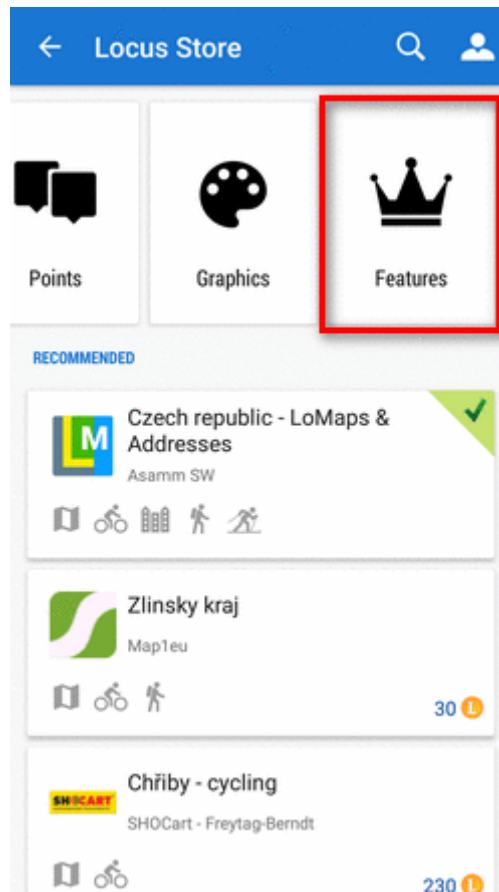 Locus Store
Points
Graphics
Features
RECOMMENDED
Czech republic - LoMaps &
Addresses
Asamm SW
Zlinsky kraj
Map1eu
30 L
Chřiby - cycling
SHOCART
SHOCart - Freytag-Berndt
230 L